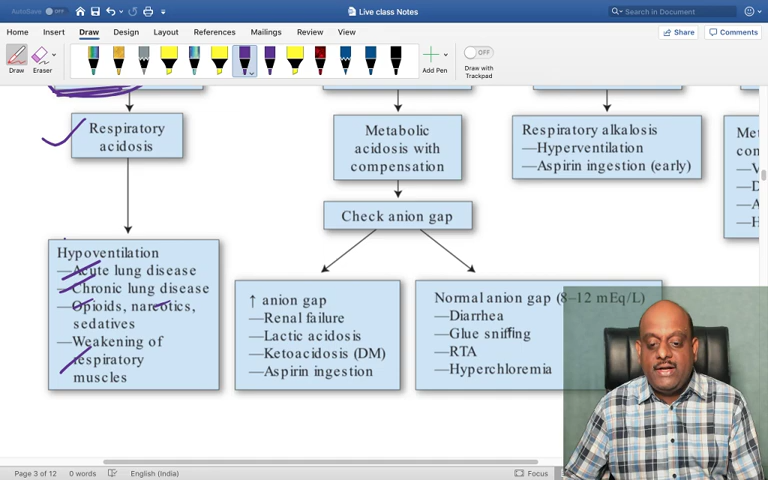 AutoSave OFF
Live class Notes
Search in Document
Home Insert Draw Design Layout References Mailings Review View
Share Comments
Draw Eraser Add Pen Draw with Trackpad
OFF
Respiratory
acidosis
Metabolic
acidosis with
compensation
Respiratory alkalosis
—Hyperventilation
—Aspirin ingestion (early)
Check anion gap
Hypoventilation
—Acute lung disease
—Chronic lung disease
—Opioids, narcotics,
sedatives
—Weakening of
respiratory
muscles
↑ anion gap
—Renal failure
—Lactic acidosis
—Ketoacidosis (DM)
—Aspirin ingestion
Normal anion gap (8–12 mEq/L)
—Diarrhea
—Glue sniffing
—RTA
—Hyperchloremia
Page 3 of 12 0 words English (India) Focus